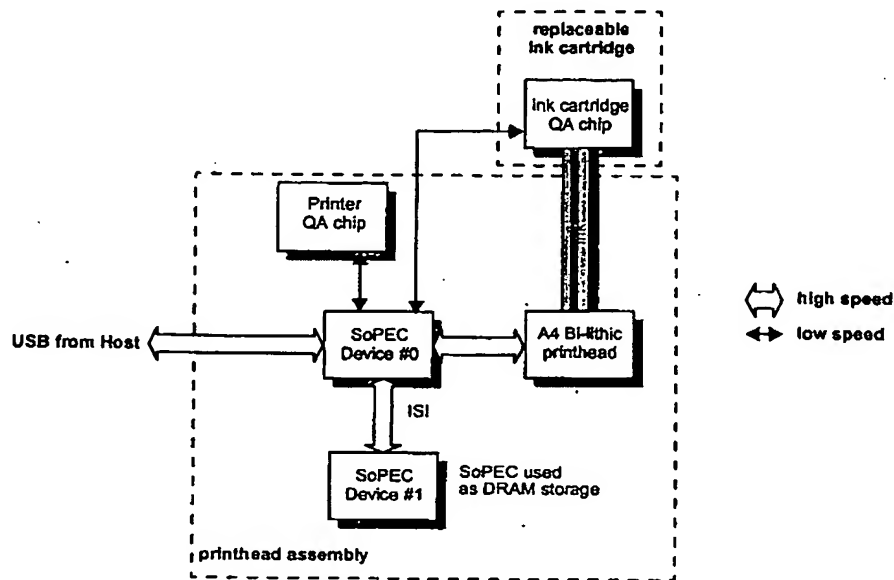 replaceable
ink cartridge
Ink cartridge
QA chip
Printer
QA chip
high speed
low speed
USB from Host
SoPEC
Device #0
A4 Bi-lithic
printhead
ISI
SoPEC
Device #1
SoPEC used
as DRAM storage
printhead assembly